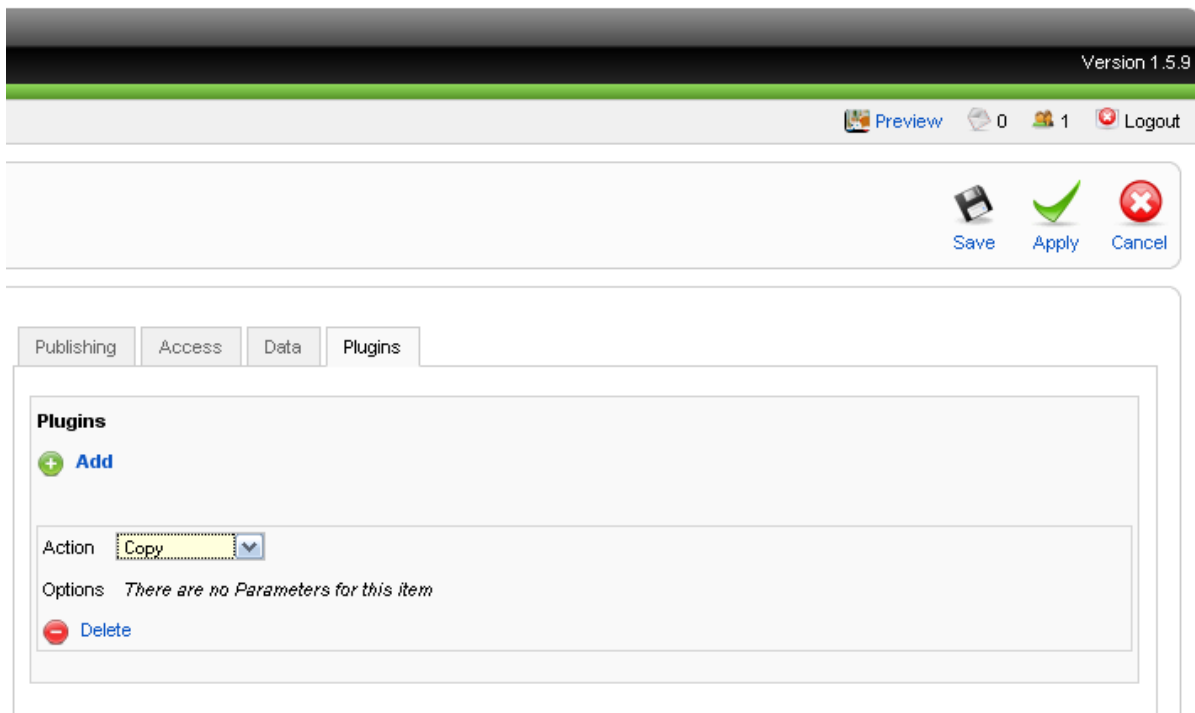 Version 1.5.9
Preview 0 1 Logout
Save Apply Cancel
Publishing Access Data Plugins
Plugins
Add
Action Copy
Options There are no Parameters for this item
Delete